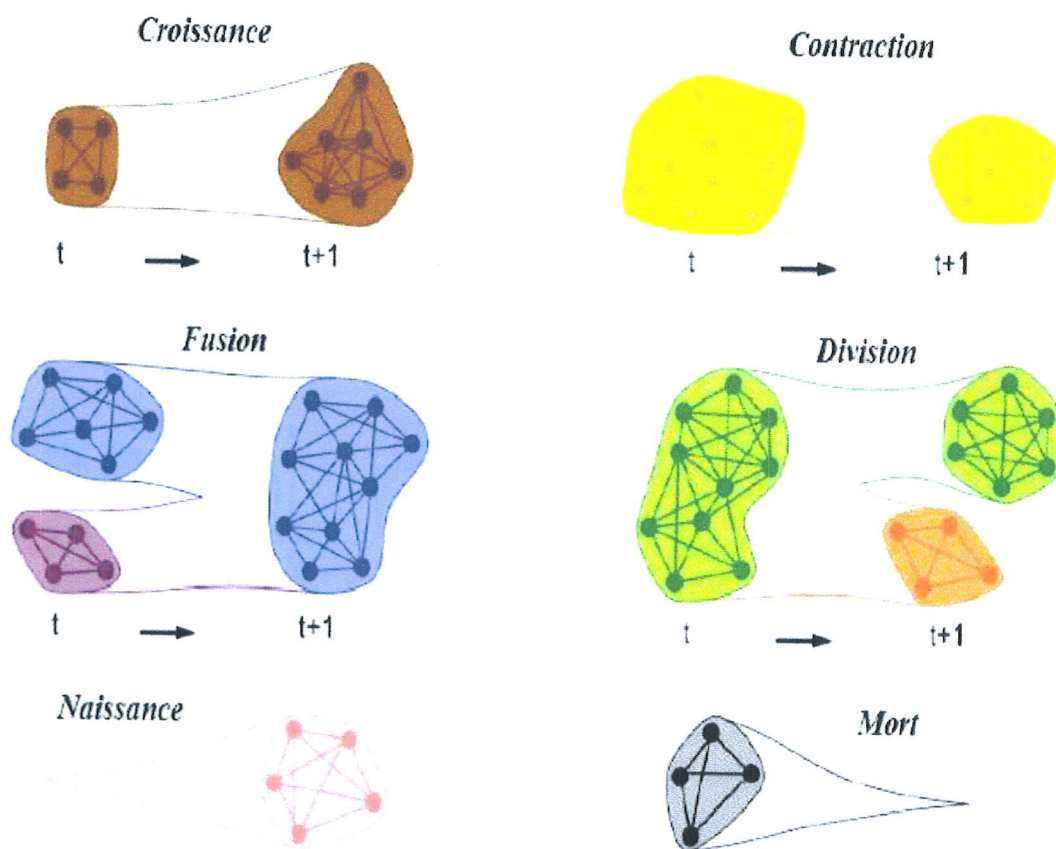 Croissance
Contraction
t
t+1
t
t+1
Fusion
Division
t
t+1
t
t+1
Naissance
Mort